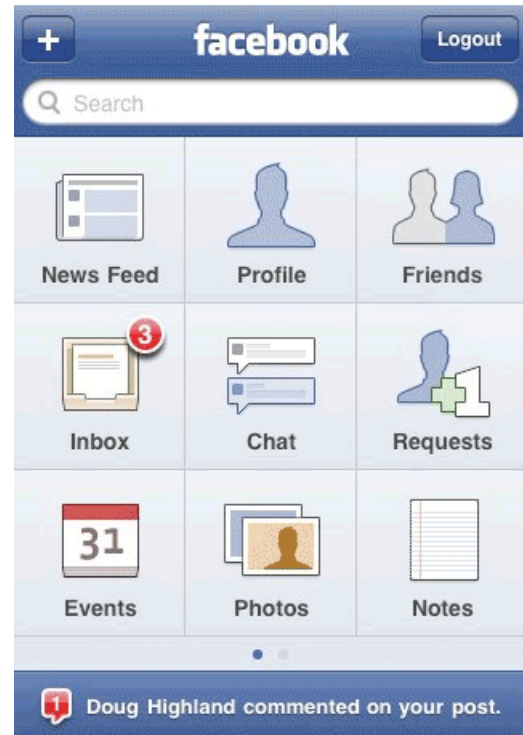 + facebook Logout
Search
News Feed Profile Friends
3
Inbox Chat Requests
31
Events Photos Notes
1 Doug Highland commented on your post.